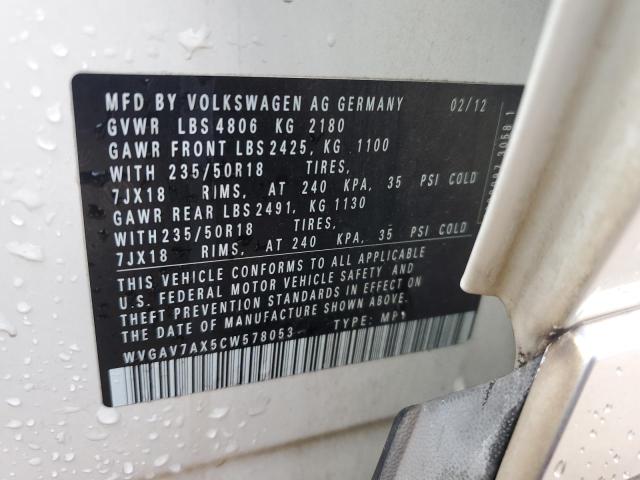 MFD BY VOLKSWAGEN AG GERMANY 02/12
GVWR LBS 4806 KG 2180
GAWR FRONT LBS 2425, KG 1100
WITH 235/50R18 TIRES,
7JX18 RIMS, AT 240 KPA, 35 PSI COLD
GAWR REAR LBS 2491, KG 1130
WITH 235/50R18 TIRES,
7JX18 RIMS, AT 240 KPA, 35 PSI COLD
THIS VEHICLE CONFORMS TO ALL APPLICABLE
U.S. FEDERAL MOTOR VEHICLE SAFETY AND
THEFT PREVENTION STANDARDS IN EFFECT ON
THE DATE OF MANUFACTURE SHOWN ABOVE.
WVGAV7AX5CW578053 TYPE: MPV